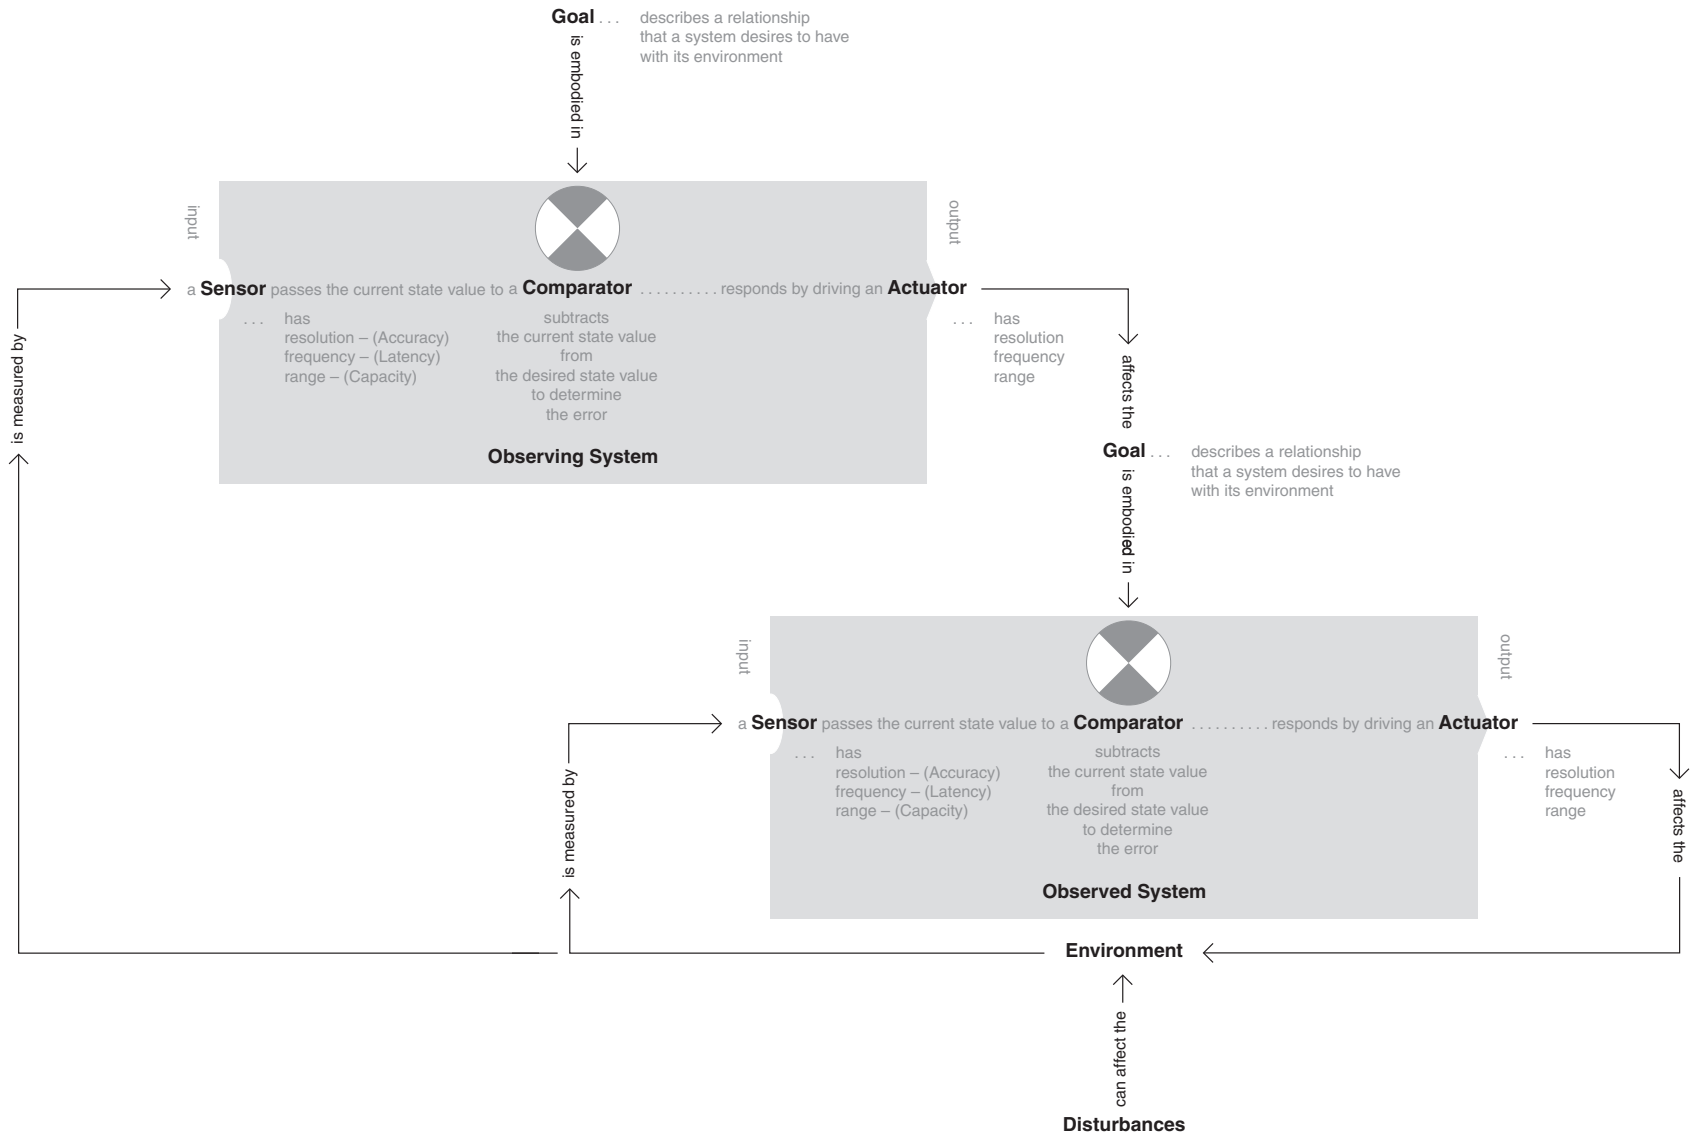 Goal . . . describes a relationship
that a system desires to have
with its environment
is embodied in
input
output
a Sensor passes the current state value to a Comparator . . . . . . . . . . responds by driving an Actuator
. . . has
resolution – (Accuracy)
frequency – (Latency)
range – (Capacity)
subtracts
the current state value
from
the desired state value
to determine
the error
. . . has
resolution
frequency
range
Observing System
is measured by
affects the
Goal . . . describes a relationship
that a system desires to have
with its environment
is embodied in
input
output
a Sensor passes the current state value to a Comparator . . . . . . . . . . responds by driving an Actuator
. . . has
resolution – (Accuracy)
frequency – (Latency)
range – (Capacity)
subtracts
the current state value
from
the desired state value
to determine
the error
. . . has
resolution
frequency
range
Observed System
is measured by
affects the
Environment
can affect the
Disturbances